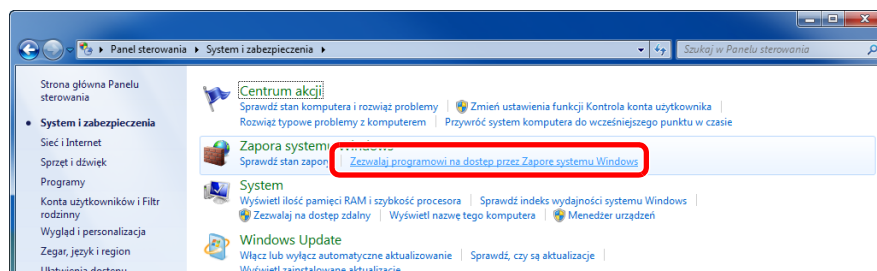 Panel sterowania ▸ System i zabezpieczenia ▸
Szukaj w Panelu sterowania
Strona główna Panelu
sterowania
System i zabezpieczenia
Sieć i Internet
Sprzęt i dźwięk
Programy
Konta użytkowników i Filtr
rodzinny
Wygląd i personalizacja
Zegar, język i region
Ułatwienia dostępu
Centrum akcji
Sprawdź stan komputera i rozwiąż problemy | Zmień ustawienia funkcji Kontrola konta użytkownika
Rozwiąż typowe problemy z komputerem | Przywróć system komputera do wcześniejszego punktu w czasie
Zapora systemu Windows
Sprawdź stan zapory | Zezwalaj programowi na dostęp przez Zaporę systemu Windows
System
Wyświetl ilość pamięci RAM i szybkość procesora | Sprawdź indeks wydajności systemu Windows
Zezwalaj na dostęp zdalny | Wyświetl nazwę tego komputera | Menedżer urządzeń
Windows Update
Włącz lub wyłącz automatyczne aktualizowanie | Sprawdź, czy są aktualizacje
Wyświetl zainstalowane aktualizacje